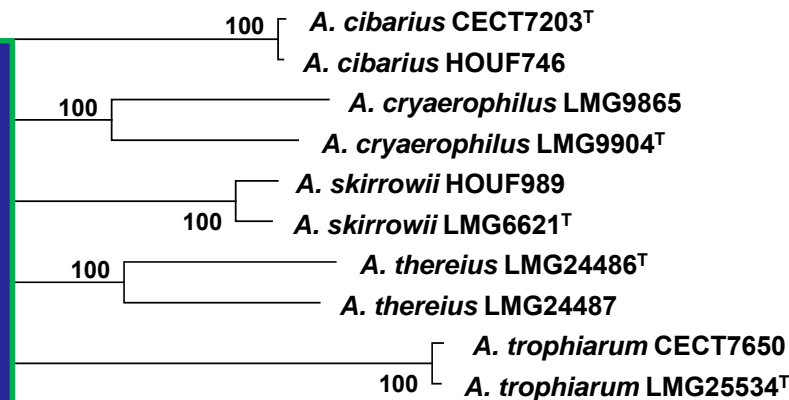 100 A. cibarius CECT7203ᵀ
A. cibarius HOUF746
100 A. cryaerophilus LMG9865
A. cryaerophilus LMG9904ᵀ
A. skirrowii HOUF989
100 A. skirrowii LMG6621ᵀ
100 A. thereius LMG24486ᵀ
A. thereius LMG24487
A. trophiarum CECT7650
100 A. trophiarum LMG25534ᵀ